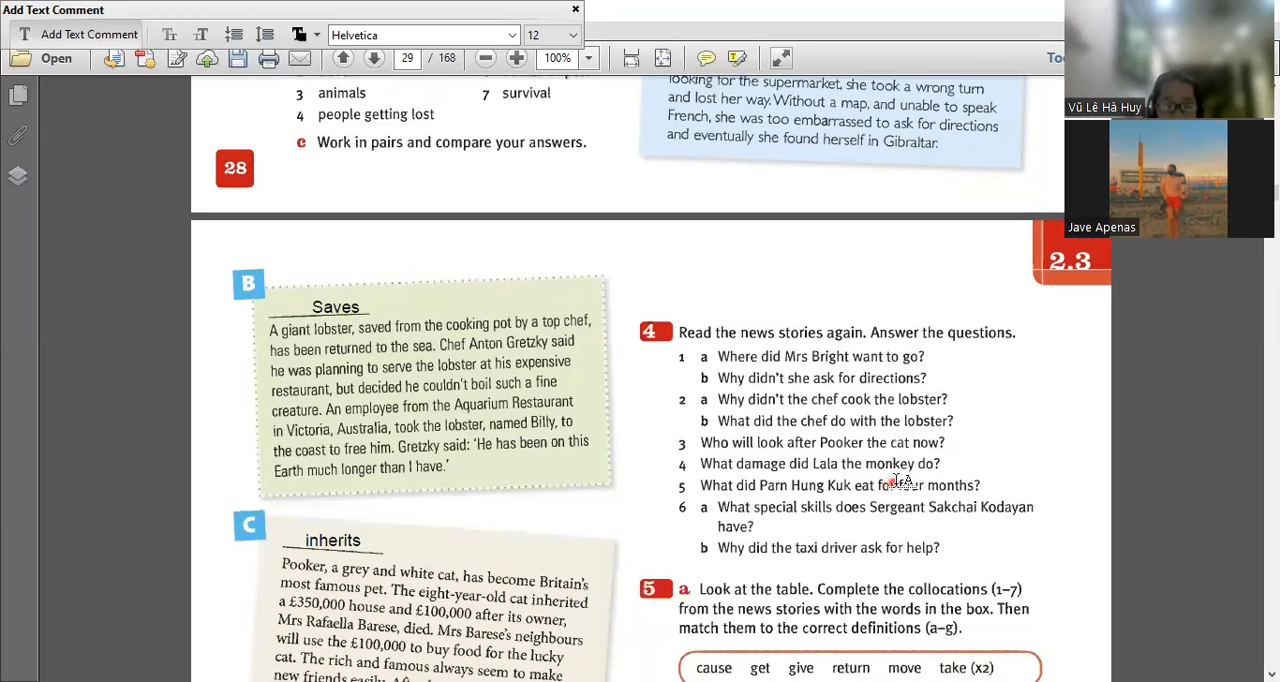 Add Text Comment
Add Text Comment
Helvetica
12
Open
29 / 168
100%
Too
3 animals
7 survival
4 people getting lost
c Work in pairs and compare your answers.
28
looking for the supermarket, she took a wrong turn
and lost her way. Without a map, and unable to speak
French, she was too embarrassed to ask for directions
and eventually she found herself in Gibraltar.
Vũ Lê Hà Huy
Jave Apenas
2.3
B
Saves
A giant lobster, saved from the cooking pot by a top chef,
has been returned to the sea. Chef Anton Gretzky said
he was planning to serve the lobster at his expensive
restaurant, but decided he couldn't boil such a fine
creature. An employee from the Aquarium Restaurant
in Victoria, Australia, took the lobster, named Billy, to
the coast to free him. Gretzky said: 'He has been on this
Earth much longer than I have.'
C
inherits
Pooker, a grey and white cat, has become Britain's
most famous pet. The eight-year-old cat inherited
a £350,000 house and £100,000 after its owner,
Mrs Rafaella Barese, died. Mrs Barese's neighbours
will use the £100,000 to buy food for the lucky
cat. The rich and famous always seem to make
new friends easily.
4 Read the news stories again. Answer the questions.
1 a Where did Mrs Bright want to go?
b Why didn't she ask for directions?
2 a Why didn't the chef cook the lobster?
b What did the chef do with the lobster?
3 Who will look after Pooker the cat now?
4 What damage did Lala the monkey do?
5 What did Parn Hung Kuk eat for four months?
6 a What special skills does Sergeant Sakchai Kodayan
have?
b Why did the taxi driver ask for help?
5 a Look at the table. Complete the collocations (1–7)
from the news stories with the words in the box. Then
match them to the correct definitions (a–g).
cause get give return move take (x2)